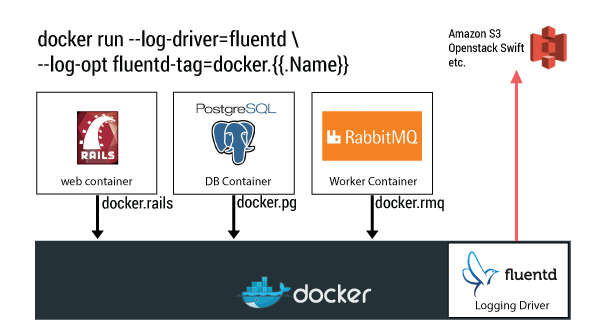 docker run --log-driver=fluentd \
--log-opt fluentd-tag=docker.{{.Name}}
Amazon S3
Openstack Swift
etc.
RAILS
web container
PostgreSQL
DB Container
RabbitMQ
Worker Container
docker.rails
docker.pg
docker.rmq
docker
fluentd
Logging Driver